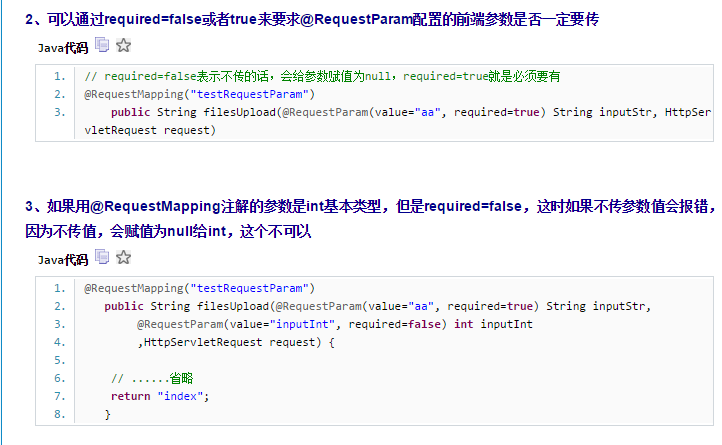 2、可以通过required=false或者true来要求@RequestParam配置的前端参数是否一定要传
Java代码
1. // required=false表示不传的话，会给参数赋值为null，required=true就是必须要有
2. @RequestMapping("testRequestParam")
3. public String filesUpload(@RequestParam(value="aa", required=true) String inputStr, HttpSer
vletRequest request)
3、如果用@RequestMapping注解的参数是int基本类型，但是required=false，这时如果不传参数值会报错，
因为不传值，会赋值为null给int，这个不可以
Java代码
1. @RequestMapping("testRequestParam")
2. public String filesUpload(@RequestParam(value="aa", required=true) String inputStr,
3. @RequestParam(value="inputInt", required=false) int inputInt
4. ,HttpServletRequest request) {
5.
6. // ......省略
7. return "index";
8. }